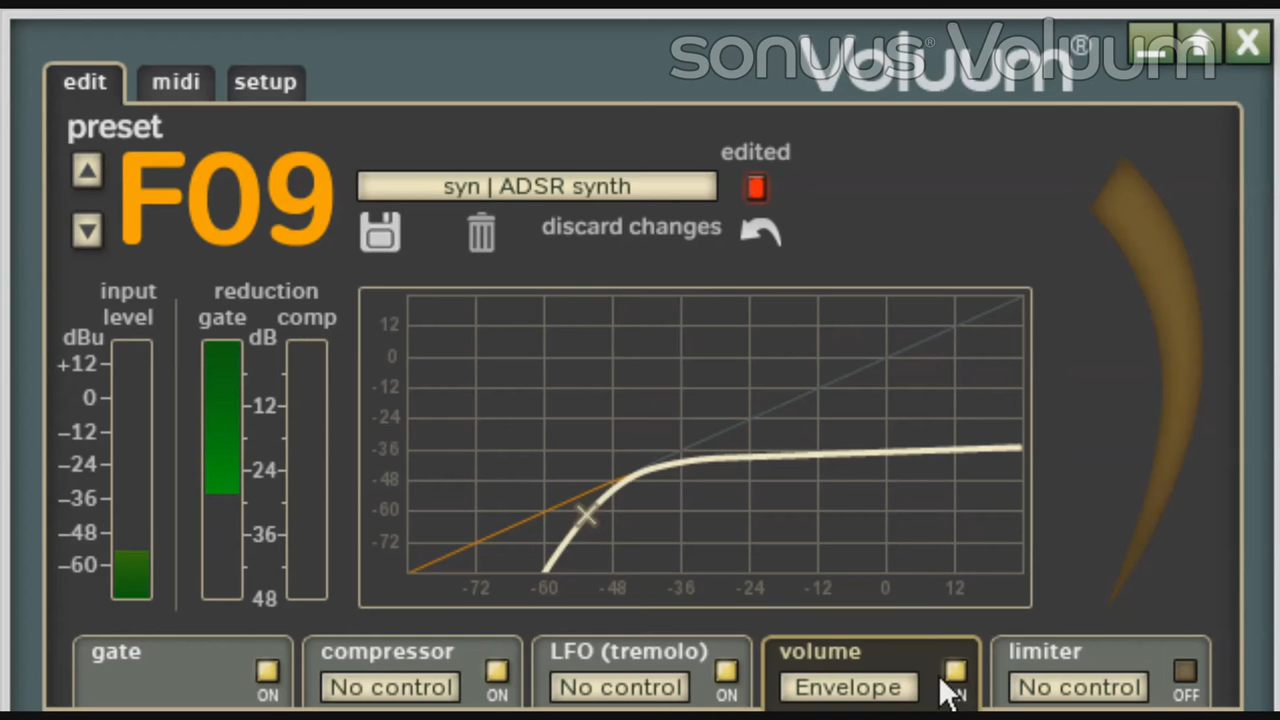 sonuus® Voluum
Voluum®
edit midi setup
preset
F09
syn | ADSR synth
edited
discard changes
input level
reduction
gate comp
dBu
dB
+12
0
-12
-24
-36
-48
-60
-12
-24
-36
48
12
0
-12
-24
-36
-48
-60
-72
-72 -60 -48 -36 -24 -12 0 12
gate
ON
compressor
No control
ON
LFO (tremolo)
No control
ON
volume
Envelope
limiter
No control
OFF